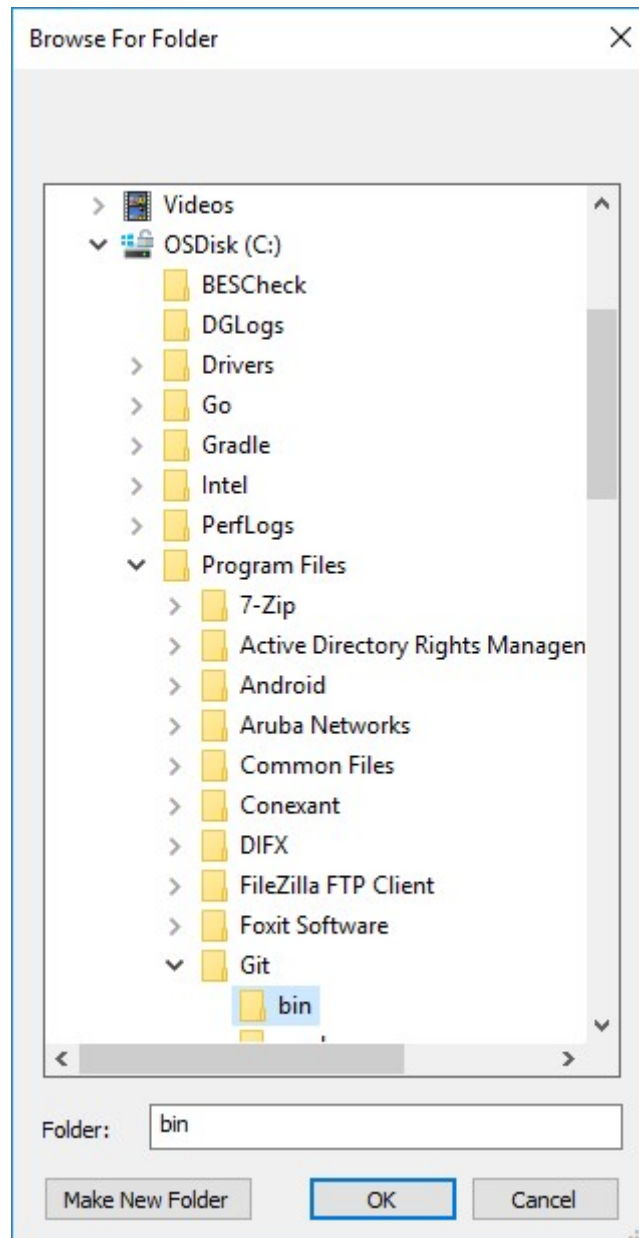 Browse For Folder
Videos
OSDisk (C:)
BESCheck
DGLogs
Drivers
Go
Gradle
Intel
PerfLogs
Program Files
7-Zip
Active Directory Rights Managen
Android
Aruba Networks
Common Files
Conexant
DIFX
FileZilla FTP Client
Foxit Software
Git
bin
Folder: bin
Make New Folder OK Cancel